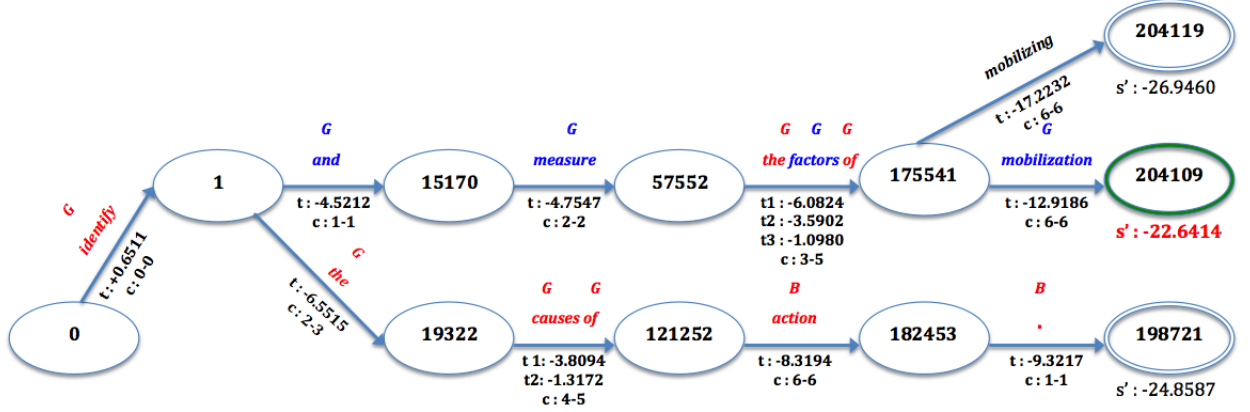 204119
s' : -26.9460
mobilizing
t : -17.2232
c : 6-6
G G G G G G
and measure the factors of mobilization
1 15170 57552 175541 204109
t : -4.5212 t : -4.7547 t1 : -6.0824 t : -12.9186 s' : -22.6414
c : 1-1 c : 2-2 t2 : -3.5902 c : 6-6
t3 : -1.0980
c : 3-5
G
identify
t : +0.6511
c : 0-0
G
the
t : -6.5515
c : 2-3
G G B B
causes of action .
0 19322 121252 182453 198721
t 1: -3.8094 t : -8.3194 t : -9.3217 s' : -24.8587
t2: -1.3172 c : 6-6 c : 1-1
c : 4-5